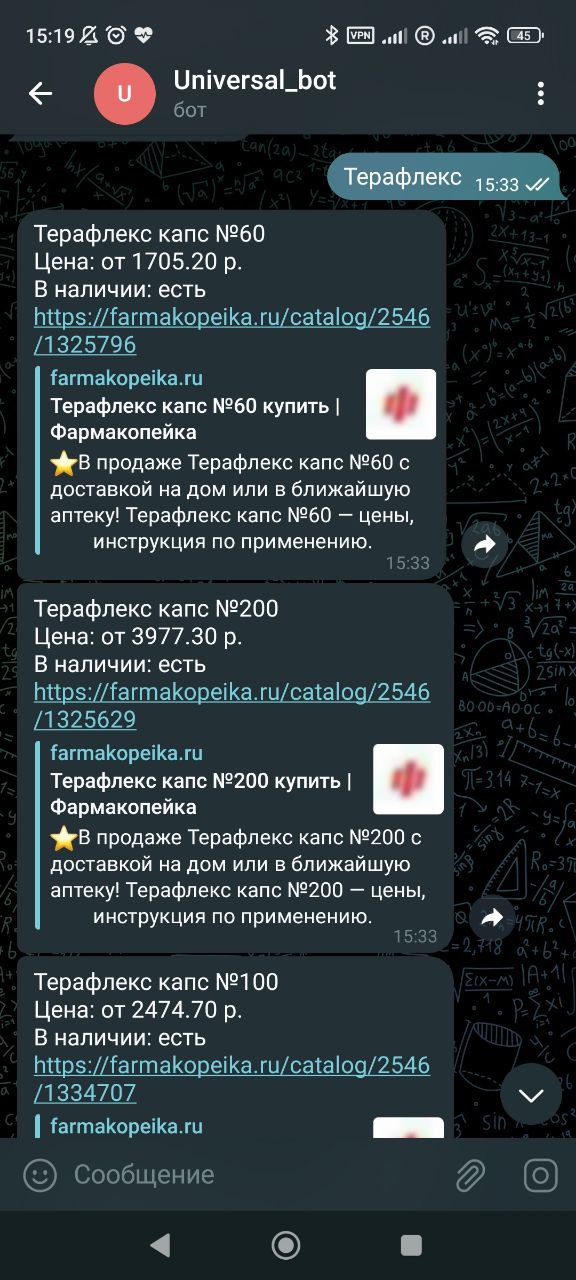 15:19 VPN R 45
U Universal_bot
бот
Терафлекс 15:33
Терафлекс капс №60
Цена: от 1705.20 р.
В наличии: есть
https://farmakopeika.ru/catalog/2546
/1325796
farmakopeika.ru
Терафлекс капс №60 купить |
Фармакопейка
⭐В продаже Терафлекс капс №60 с
доставкой на дом или в ближайшую
аптеку! Терафлекс капс №60 — цены,
инструкция по применению.
15:33
Терафлекс капс №200
Цена: от 3977.30 р.
В наличии: есть
https://farmakopeika.ru/catalog/2546
/1325629
farmakopeika.ru
Терафлекс капс №200 купить |
Фармакопейка
⭐В продаже Терафлекс капс №200 с
доставкой на дом или в ближайшую
аптеку! Терафлекс капс №200 — цены,
инструкция по применению.
15:33
Терафлекс капс №100
Цена: от 2474.70 р.
В наличии: есть
https://farmakopeika.ru/catalog/2546
/1334707
farmakopeika.ru
Сообщение